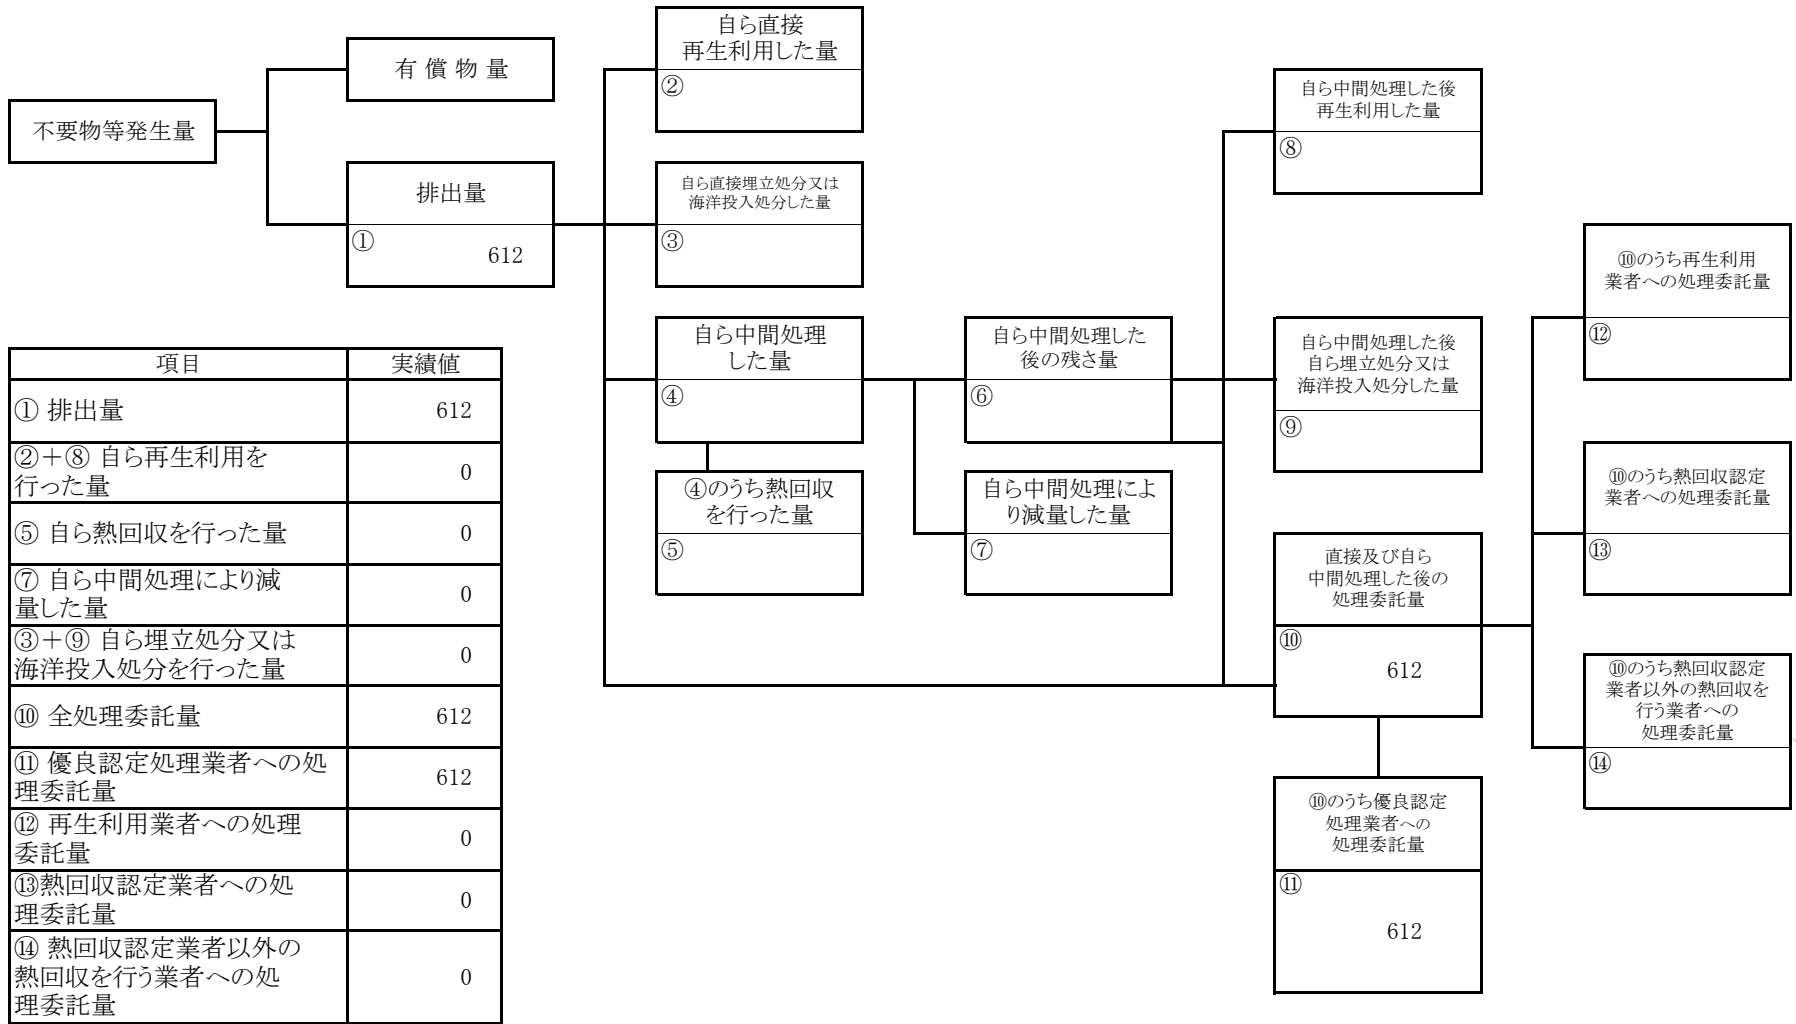 不要物等発生量
有 償 物 量
排出量
①
612
自ら直接
再生利用した量
②
自ら直接埋立処分又は
海洋投入処分した量
③
自ら中間処理
した量
④
④のうち熱回収
を行った量
⑤
自ら中間処理した
後の残さ量
⑥
自ら中間処理によ
り減量した量
⑦
自ら中間処理した後
再生利用した量
⑧
自ら中間処理した後
自ら埋立処分又は
海洋投入処分した量
⑨
直接及び自ら
中間処理した後の
処理委託量
⑩
612
⑩のうち優良認定
処理業者への
処理委託量
⑪
612
⑩のうち再生利用
業者への処理委託量
⑫
⑩のうち熱回収認定
業者への処理委託量
⑬
⑩のうち熱回収認定
業者以外の熱回収を
行う業者への
処理委託量
⑭
項目 実績値
① 排出量 612
②＋⑧ 自ら再生利用を
行った量 0
⑤ 自ら熱回収を行った量 0
⑦ 自ら中間処理により減
量した量 0
③＋⑨ 自ら埋立処分又は
海洋投入処分を行った量 0
⑩ 全処理委託量 612
⑪ 優良認定処理業者への処
理委託量 612
⑫ 再生利用業者への処理
委託量 0
⑬熱回収認定業者への処
理委託量 0
⑭ 熱回収認定業者以外の
熱回収を行う業者への処
理委託量 0